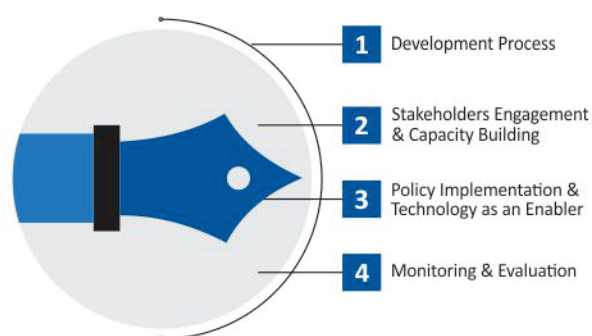 1 Development Process
2 Stakeholders Engagement
& Capacity Building
3 Policy Implementation &
Technology as an Enabler
4 Monitoring & Evaluation